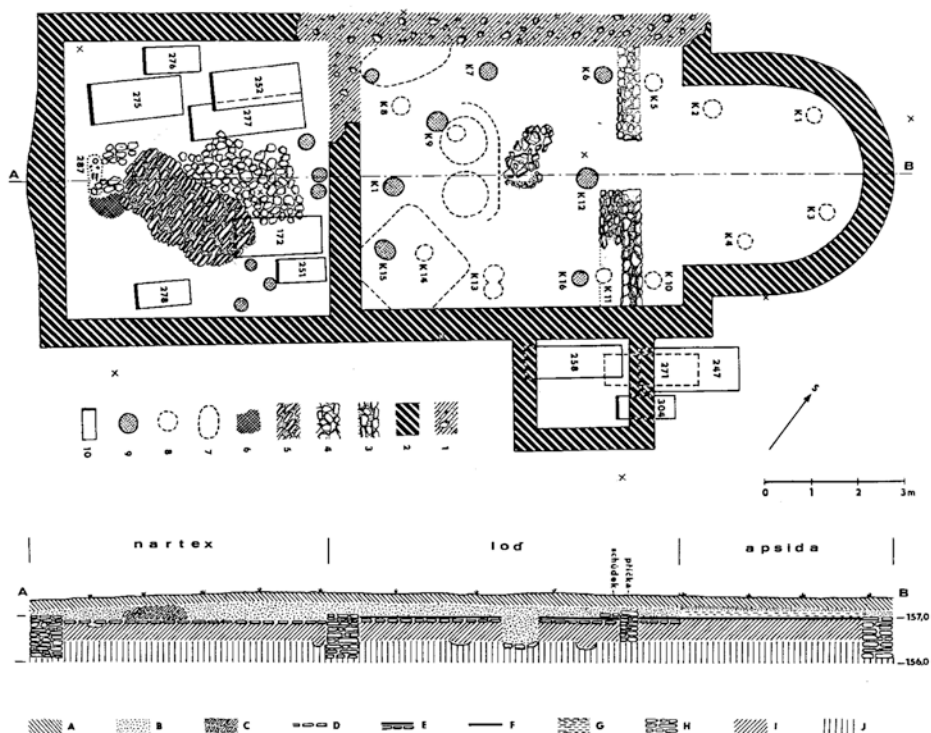 276
275
252
277
287
172
251
278
K7
K6
K5
K2
K1
K8
K9
K1
K12
K3
K4
K15
K14
K13
K16
K11
K10
A
B
258
271
247
304
S
10
9
8
7
6
5
4
3
2
1
0 1 2 3m
nartex
loď
apsida
schůdek
příčka
A
B
157,0
156,0
A B C D E F G H I J